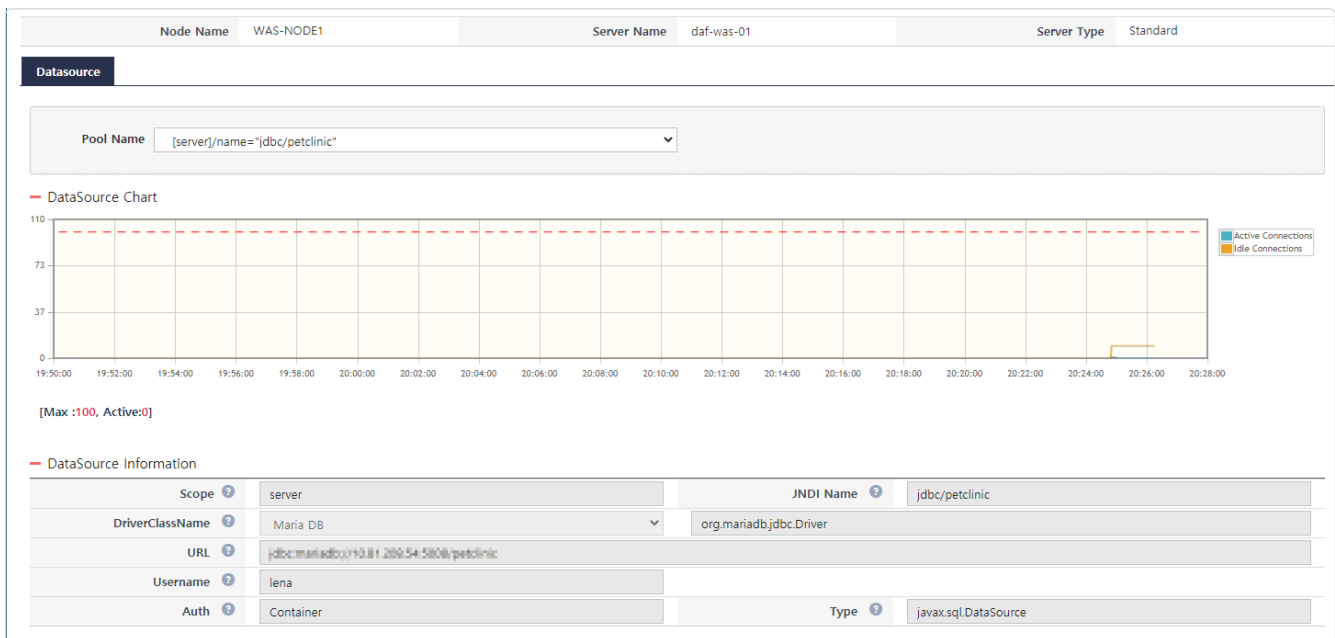 Node Name WAS-NODE1 Server Name daf-was-01 Server Type Standard
Datasource
Pool Name [server]/name="jdbc/petclinic"
DataSource Chart
110
73
37
0
19:50:00 19:52:00 19:54:00 19:56:00 19:58:00 20:00:00 20:02:00 20:04:00 20:06:00 20:08:00 20:10:00 20:12:00 20:14:00 20:16:00 20:18:00 20:20:00 20:22:00 20:24:00 20:26:00 20:28:00
Active Connections
Idle Connections
[Max :100, Active:0]
DataSource Information
Scope ? server JNDI Name ? jdbc/petclinic
DriverClassName ? Maria DB org.mariadb.jdbc.Driver
URL ?
Username ? lena
Auth ? Container Type ? javax.sql.DataSource